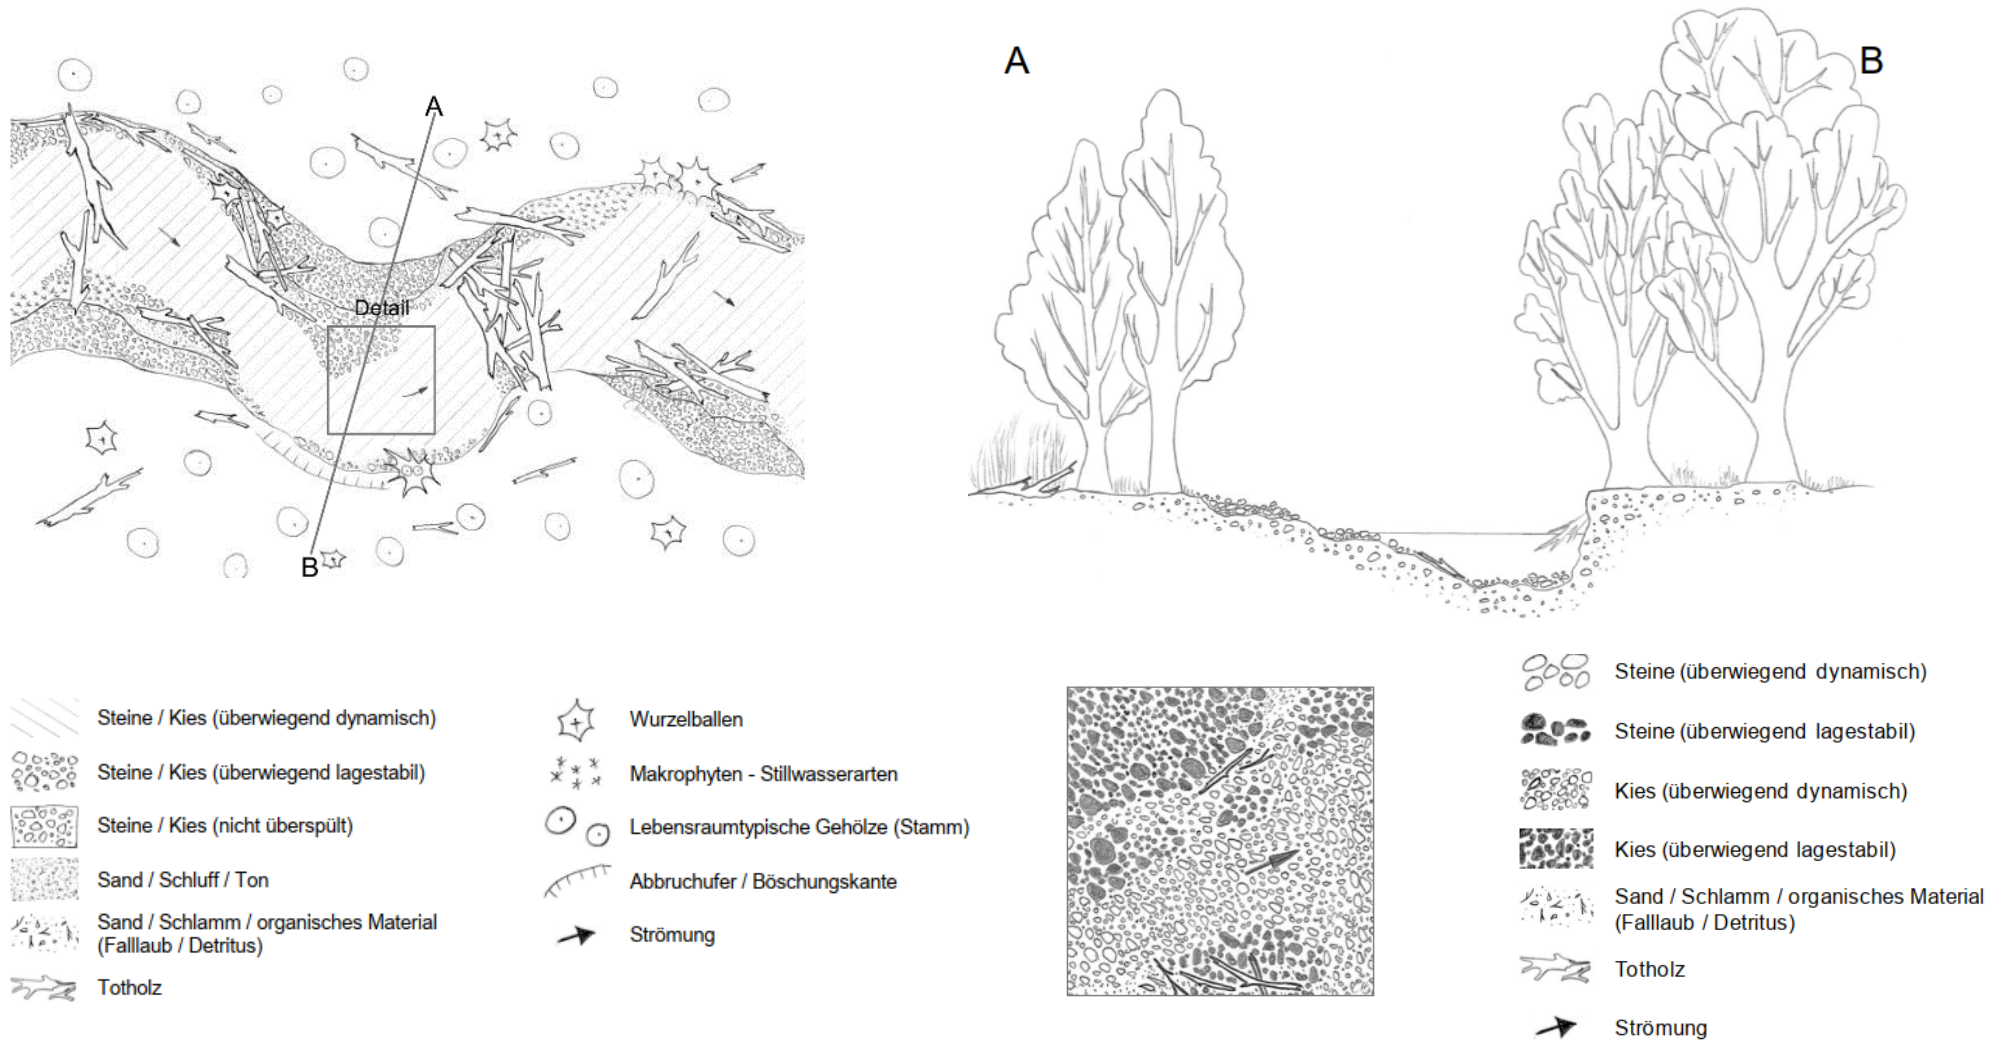 A
Detail
B
A
B
Steine / Kies (überwiegend dynamisch)
Steine / Kies (überwiegend lagestabil)
Steine / Kies (nicht überspült)
Sand / Schluff / Ton
Sand / Schlamm / organisches Material
(Falllaub / Detritus)
Totholz
Wurzelballen
Makrophyten - Stillwasserarten
Lebensraumtypische Gehölze (Stamm)
Abbruchufer / Böschungskante
Strömung
Steine (überwiegend dynamisch)
Steine (überwiegend lagestabil)
Kies (überwiegend dynamisch)
Kies (überwiegend lagestabil)
Sand / Schlamm / organisches Material
(Falllaub / Detritus)
Totholz
Strömung